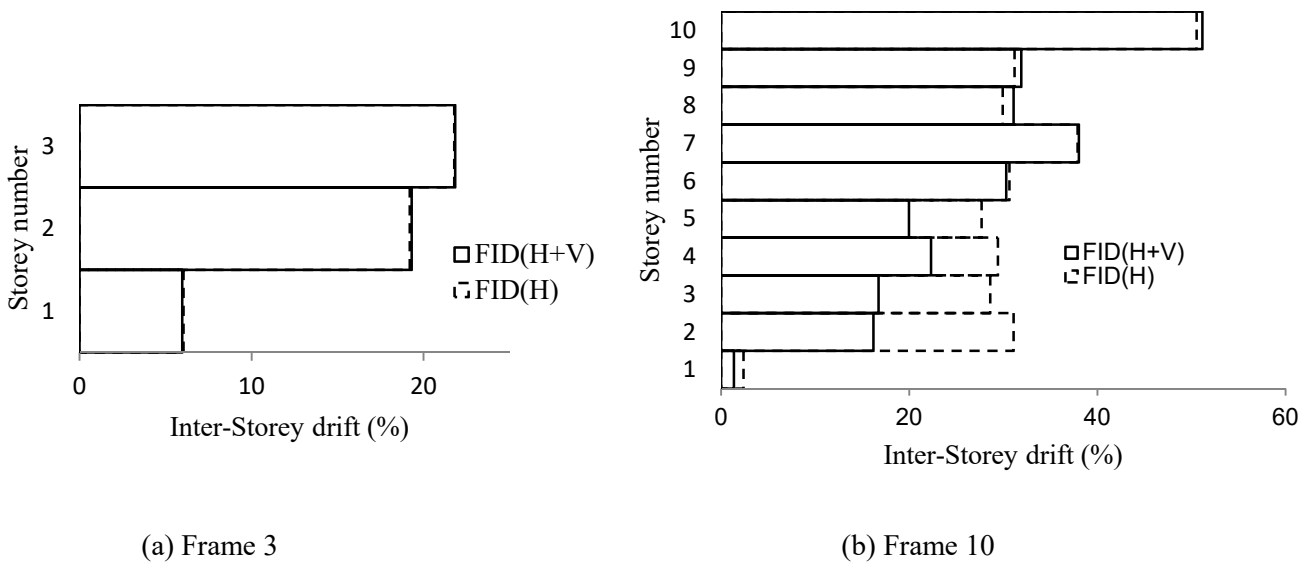 Storey number
3
2
1
FID(H+V)
FID(H)
0
10
20
Inter-Storey drift (%)
(a) Frame 3
Storey number
10
9
8
7
6
5
4
3
2
1
FID(H+V)
FID(H)
0
20
40
60
Inter-Storey drift (%)
(b) Frame 10